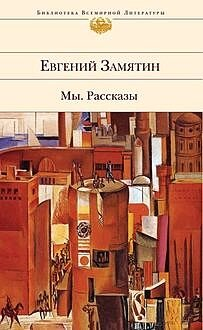 Библиотека Всемирной Литературы
Евгений Замятин
Мы. Рассказы